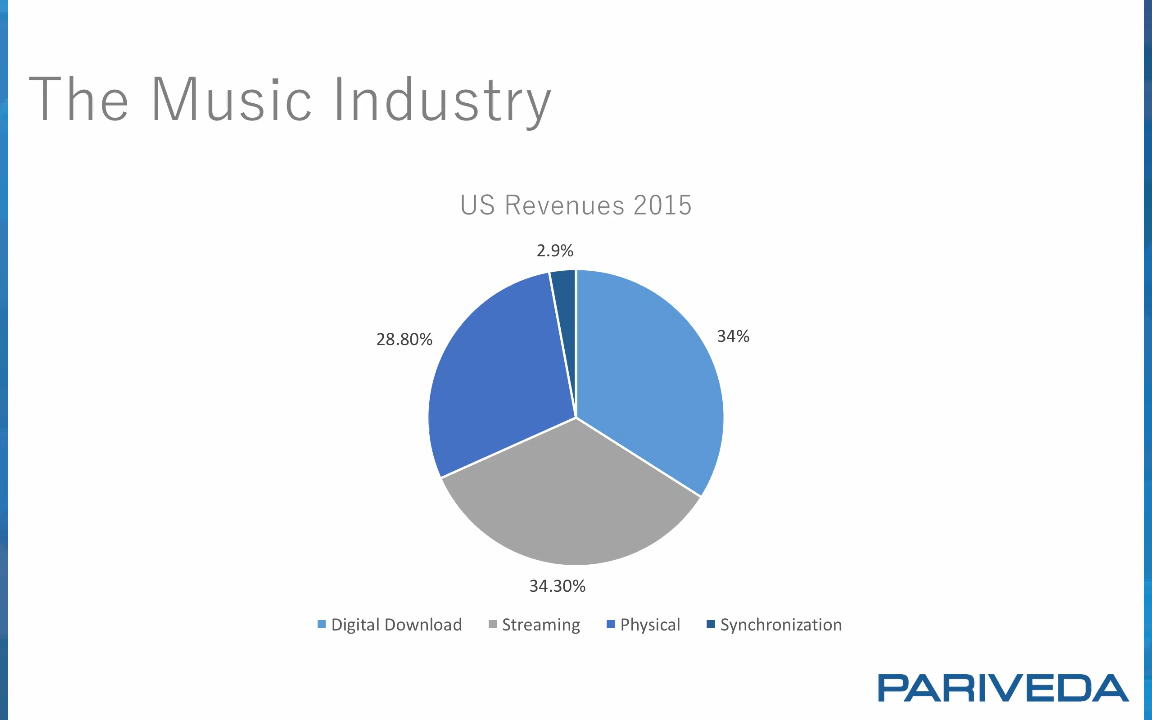 The Music Industry
US Revenues 2015
2.9%
28.80%
34%
34.30%
Digital Download Streaming Physical Synchronization
PARIVEDA